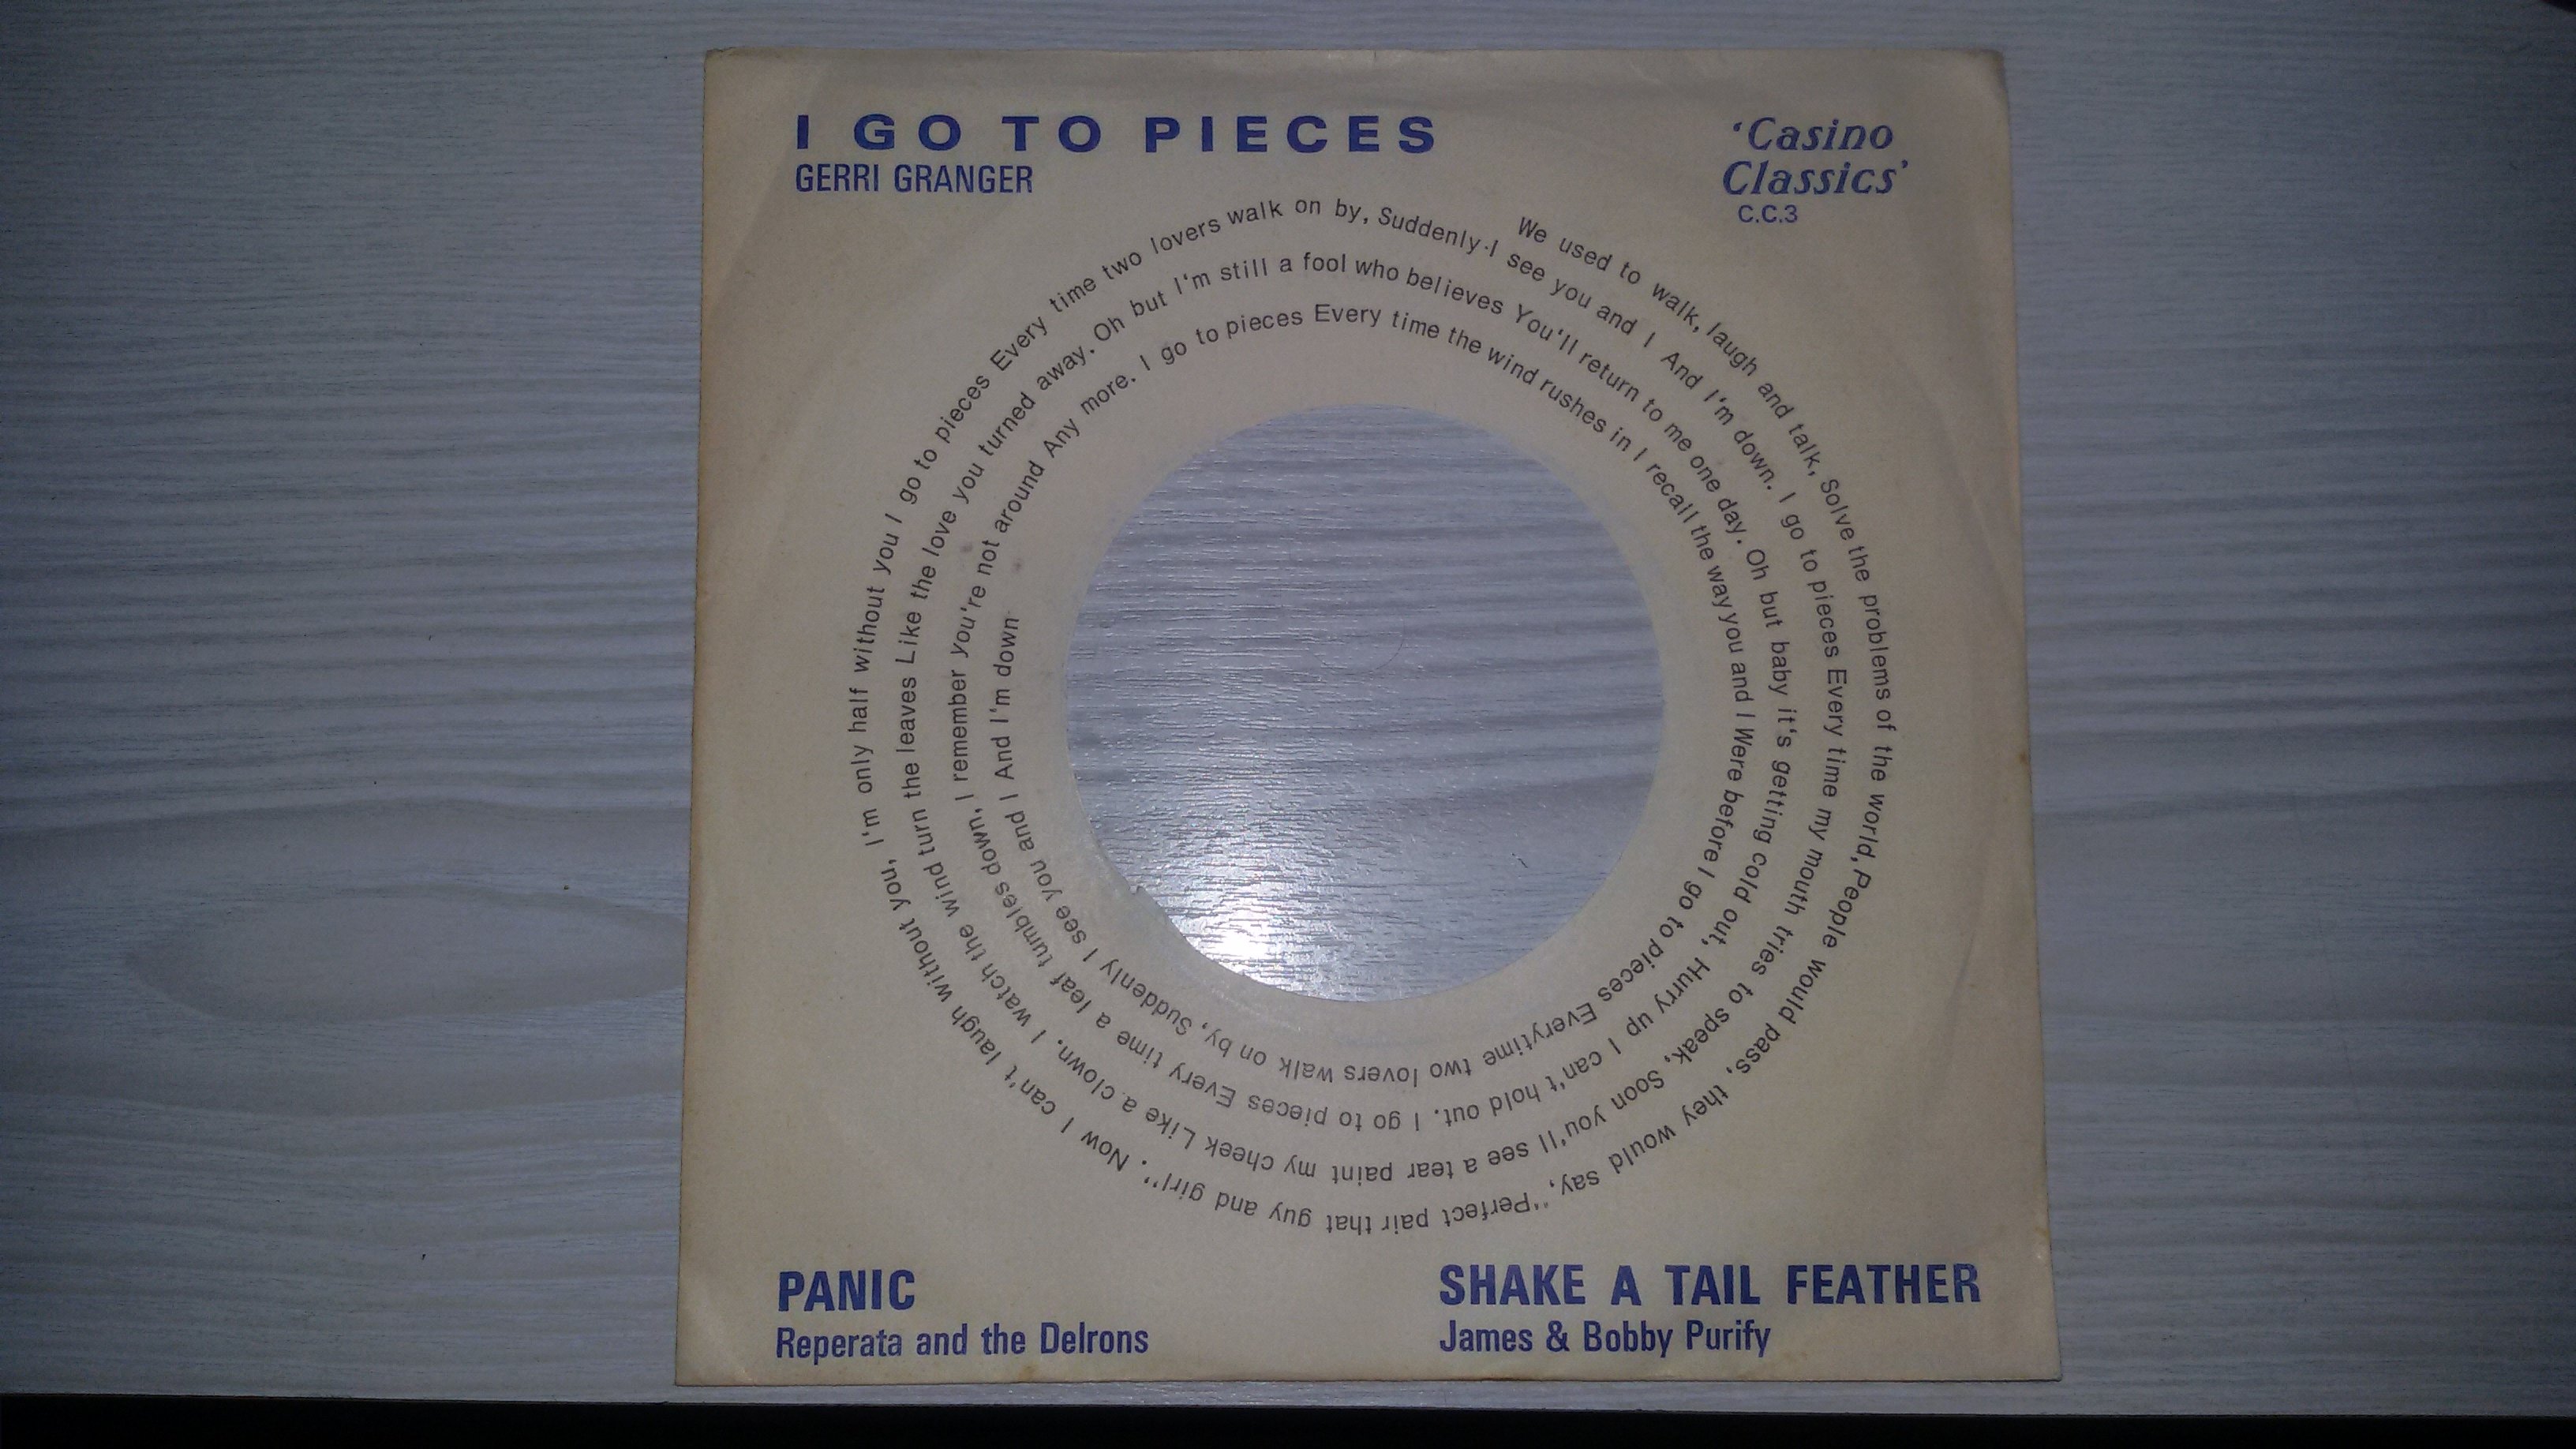 I GO TO PIECES
GERRI GRANGER
'Casino
Classics'
C.C.3
We used to walk, laugh and talk, Solve the problems of the world, People would pass, they would say, "Perfect pair that guy and girl". Now I can't laugh without you, I'm only half without you I go to pieces Every time two lovers walk on by, Suddenly I see you and I And I'm down. I go to pieces Every time my mouth tries to speak, Soon you'll see a tear paint my cheek Like a clown. I watch the wind turn the leaves Like the love you turned away. Oh but I'm still a fool who believes You'll return to me one day. Oh but baby it's getting cold out, Hurry up I can't hold out. I go to pieces Every time a leaf tumbles down, I remember you're not around Any more. I go to pieces Every time the wind rushes in I recall the way you and I Were before I go to pieces Everytime two lovers walk on by, Suddenly I see you and I And I'm down
PANIC
Reperata and the Delrons
SHAKE A TAIL FEATHER
James & Bobby Purify